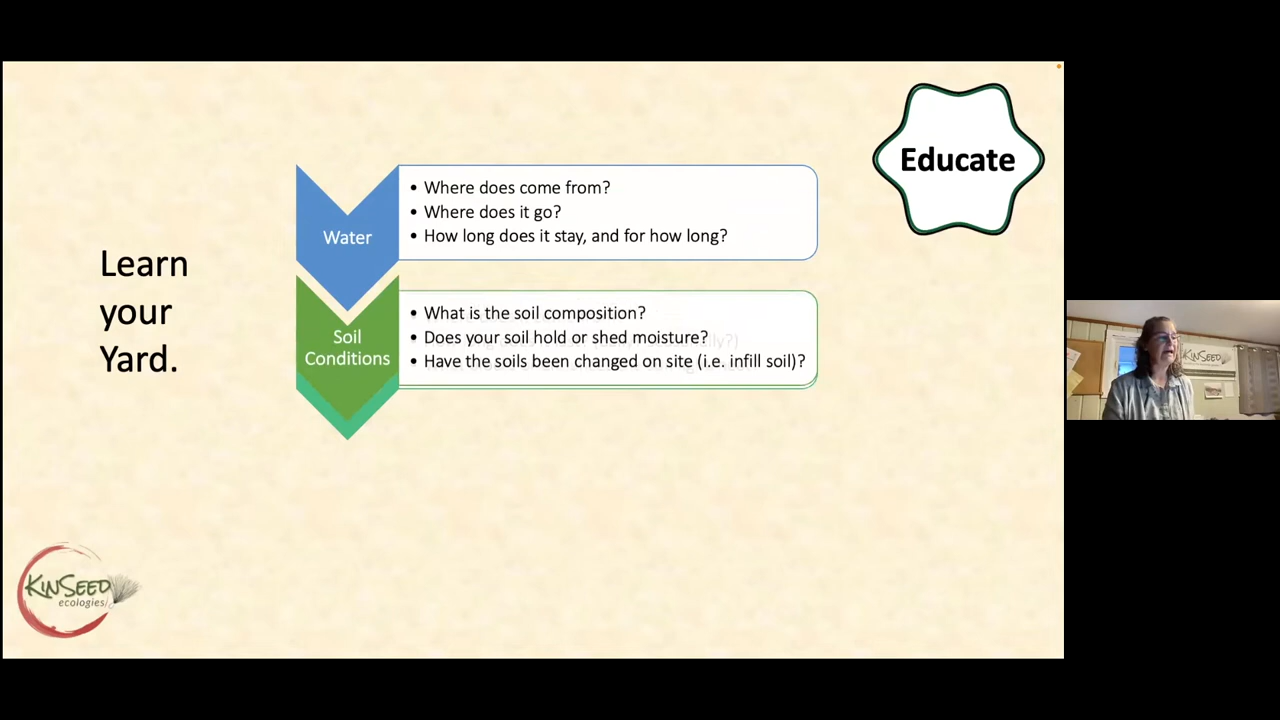 Educate
Learn
your
Yard.
Water
• Where does come from?
• Where does it go?
• How long does it stay, and for how long?
Soil
Conditions
• What is the soil composition?
• Does your soil hold or shed moisture?
• Have the soils been changed on site (i.e. infill soil)?
KINSEED
ecologies
KINSEED